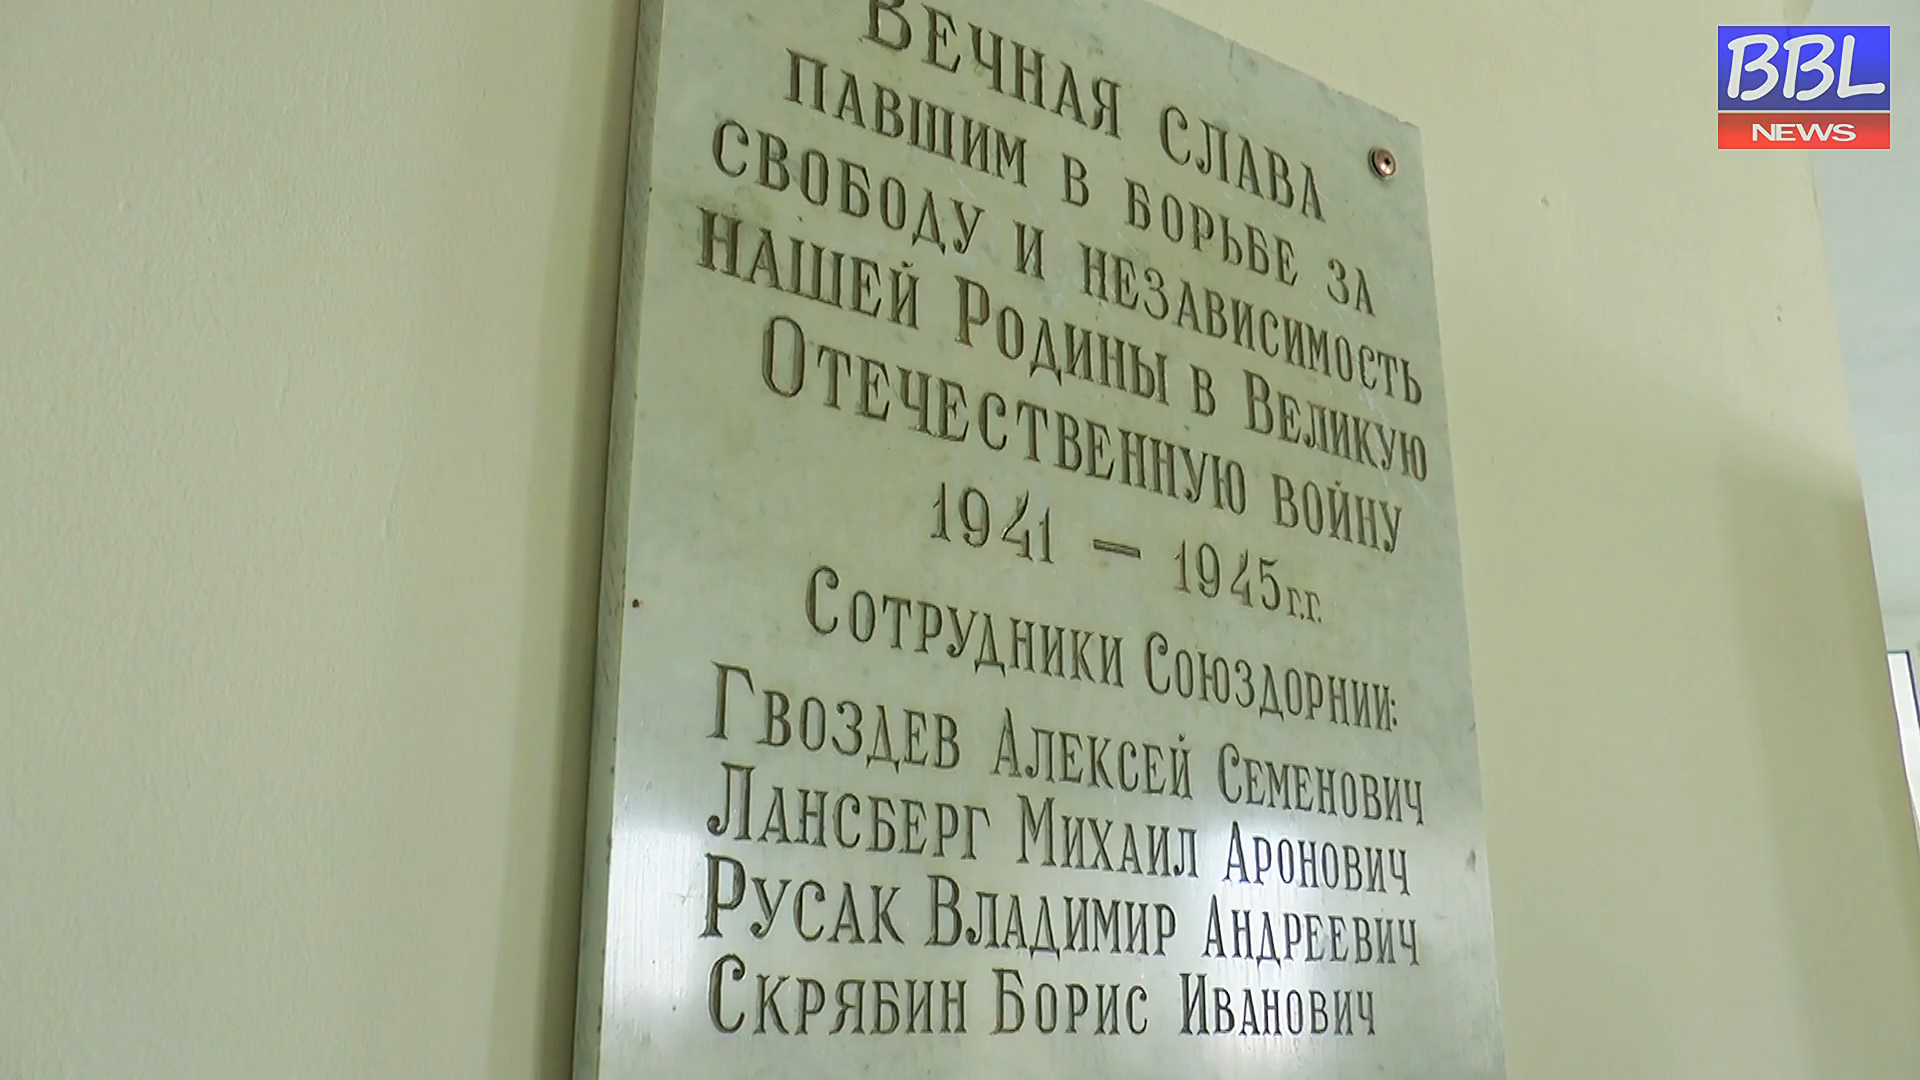 BBL
NEWS
Вечная слава
павшим в борьбе за
свободу и независимость
нашей Родины в Великую
Отечественную войну
1941 — 1945 г.г.
Сотрудники Союздорнии:
Гвоздев Алексей Семенович
Лансберг Михаил Аронович
Русак Владимир Андреевич
Скрябин Борис Иванович